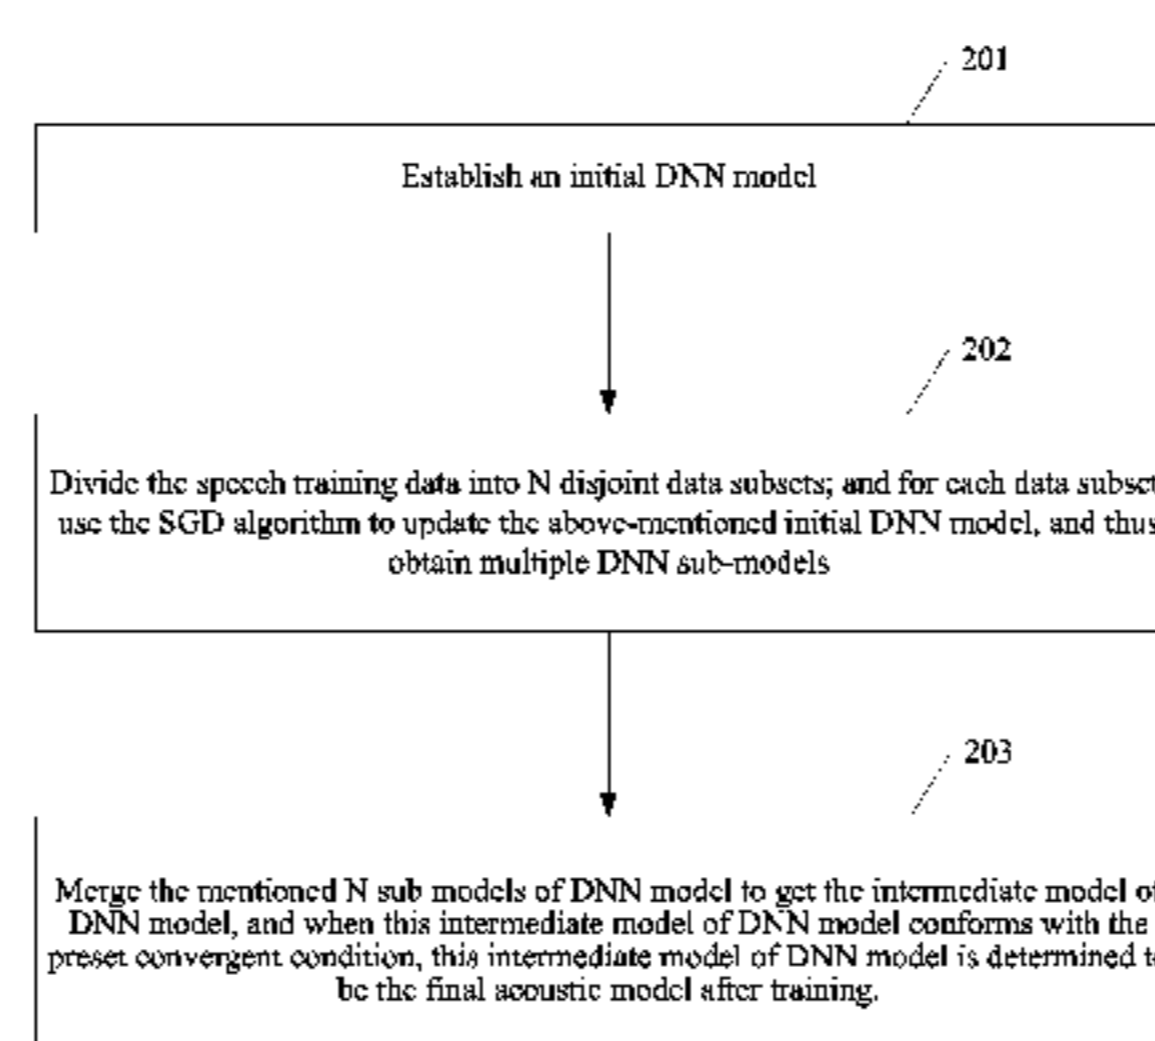 201
Establish an initial DNN model
202
Divide the speech training data into N disjoint data subsets; and for each data subset
use the SGD algorithm to update the above-mentioned initial DNN model, and thus
obtain multiple DNN sub-models
203
Merge the mentioned N sub models of DNN model to get the intermediate model of
DNN model, and when this intermediate model of DNN model conforms with the
preset convergent condition, this intermediate model of DNN model is determined to
be the final acoustic model after training.